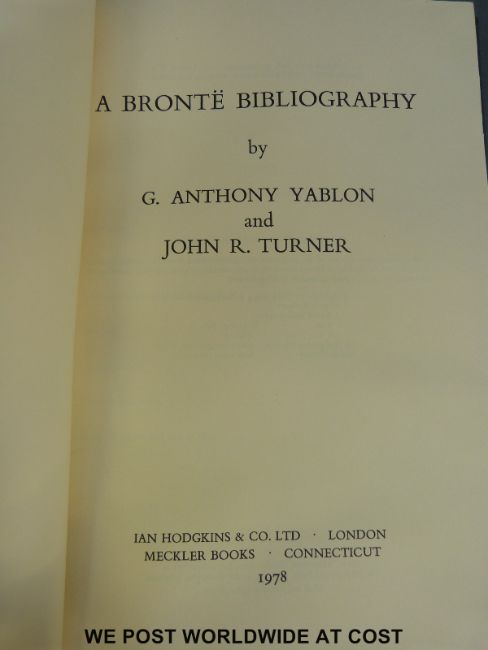 A BRONTË BIBLIOGRAPHY
by
G. ANTHONY YABLON
and
JOHN R. TURNER
IAN HODGKINS & CO. LTD · LONDON
MECKLER BOOKS · CONNECTICUT
1978
WE POST WORLDWIDE AT COST